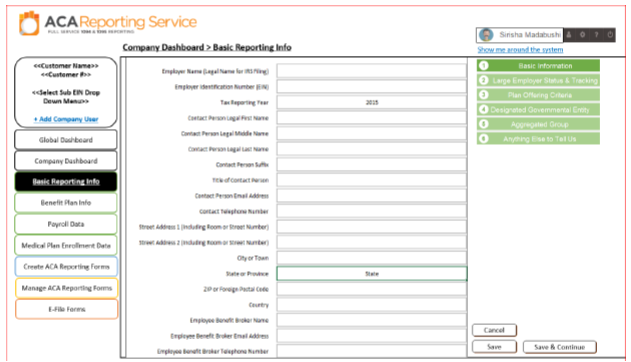 ACA Reporting Service
FULL SERVICE 1094 & 1095 REPORTING
Sirisha Madabushi
Show me around the system
Company Dashboard > Basic Reporting Info
<<Customer Name>>
<<Customer #>>
<<Select Sub EIN Drop
Down Menu>>
+ Add Company User
Global Dashboard
Company Dashboard
Basic Reporting Info
Benefit Plan Info
Payroll Data
Medical Plan Enrollment Data
Create ACA Reporting Forms
Manage ACA Reporting Forms
E-File Forms
Employer Name (Legal Name for IRS Filing)
Employer Identification Number (EIN)
Tax Reporting Year 2015
Contact Person Legal First Name
Contact Person Legal Middle Name
Contact Person Legal Last Name
Contact Person Suffix
Title of Contact Person
Contact Person Email Address
Contact Telephone Number
Street Address 1 (Including Room or Street Number)
Street Address 2 (Including Room or Street Number)
City or Town
State or Province State
ZIP or Foreign Postal Code
Country
Employee Benefit Broker Name
Employee Benefit Broker Email Address
Employee Benefit Broker Telephone Number
1 Basic Information
2 Large Employer Status & Tracking
3 Plan Offering Criteria
4 Designated Governmental Entity
5 Aggregated Group
6 Anything Else to Tell Us
Cancel
Save
Save & Continue